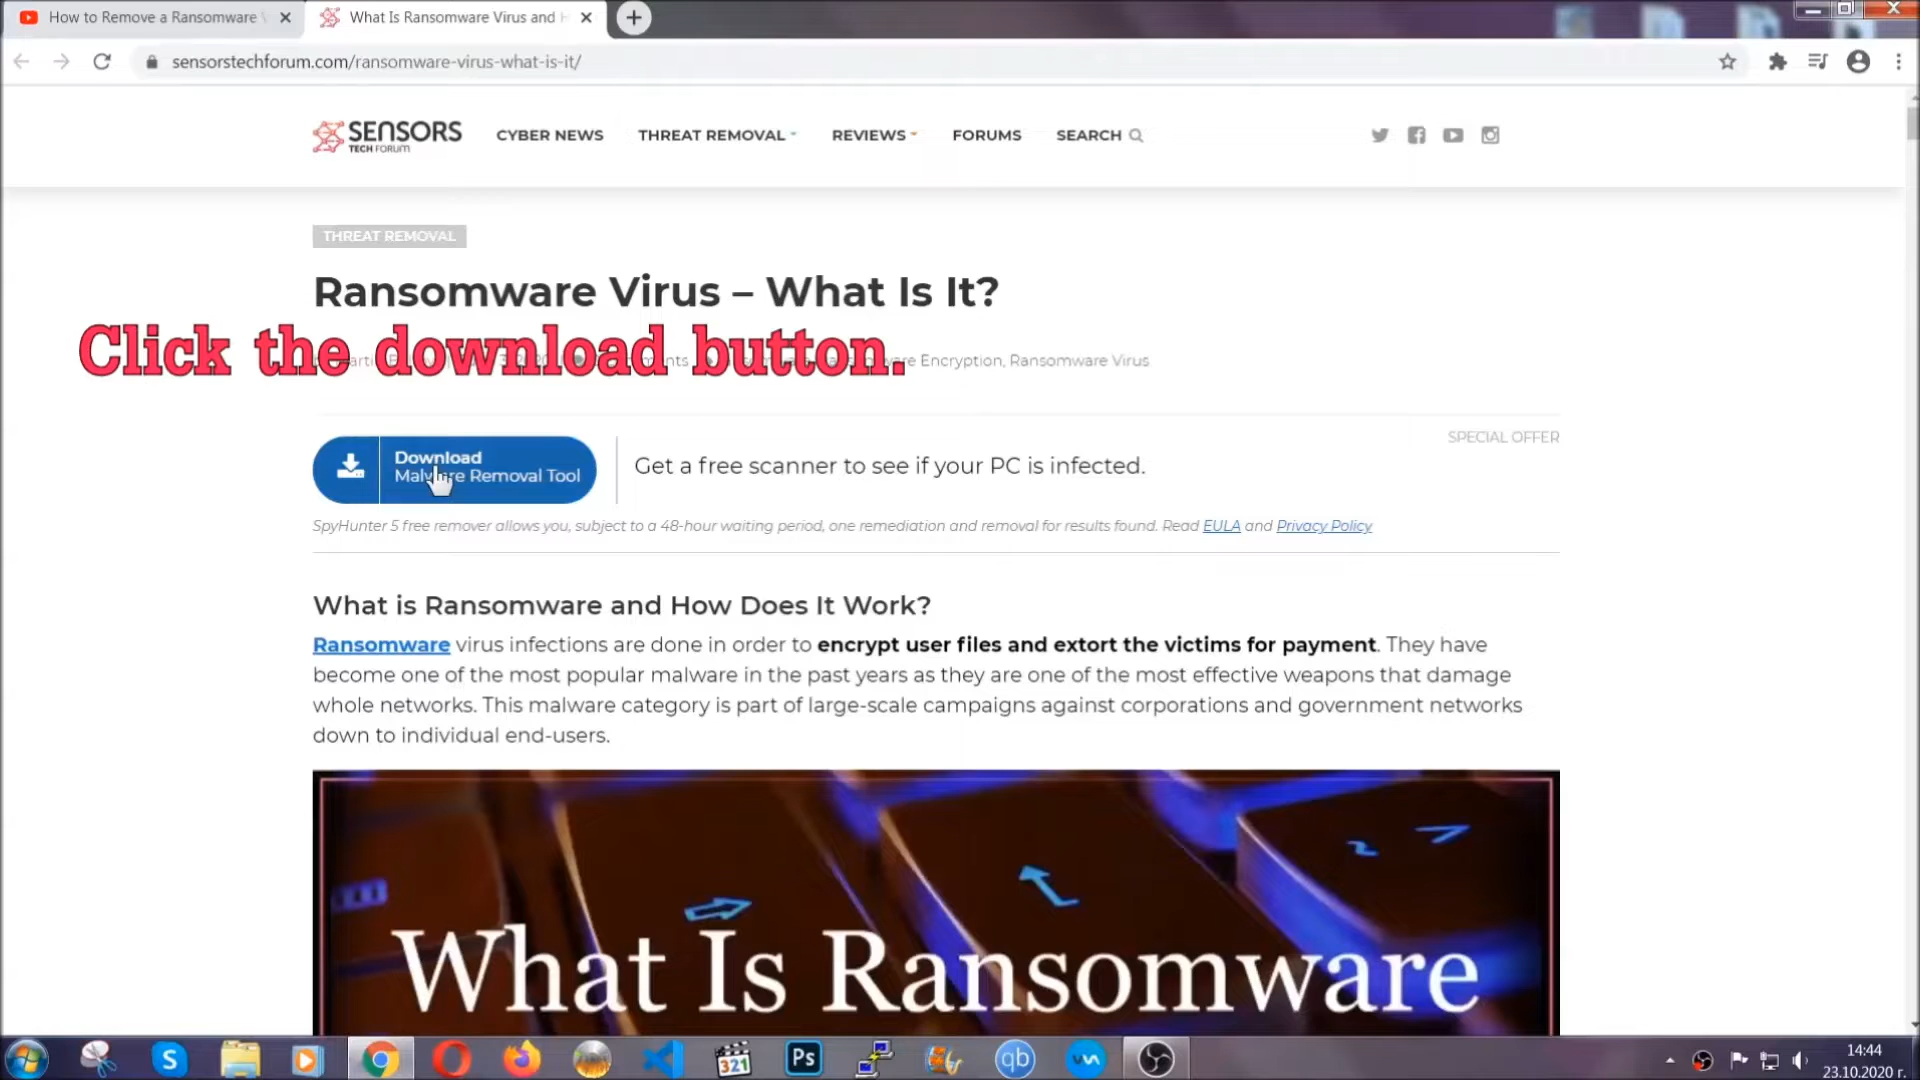 How to Remove a Ransomware
What Is Ransomware Virus and
sensorstechforum.com/ransomware-virus-what-is-it/
SENSORS
TECH FORUM
CYBER NEWS THREAT REMOVAL REVIEWS FORUMS SEARCH
THREAT REMOVAL
Ransomware Virus – What Is It?
Click the download button.
Encryption, Ransomware Virus
SPECIAL OFFER
Download
Malware Removal Tool
Get a free scanner to see if your PC is infected.
SpyHunter 5 free remover allows you, subject to a 48-hour waiting period, one remediation and removal for results found. Read EULA and Privacy Policy
What is Ransomware and How Does It Work?
Ransomware virus infections are done in order to encrypt user files and extort the victims for payment. They have
become one of the most popular malware in the past years as they are one of the most effective weapons that damage
whole networks. This malware category is part of large-scale campaigns against corporations and government networks
down to individual end-users.
What Is Ransomware
321
Ps
qb
14:44
23.10.2020 г.